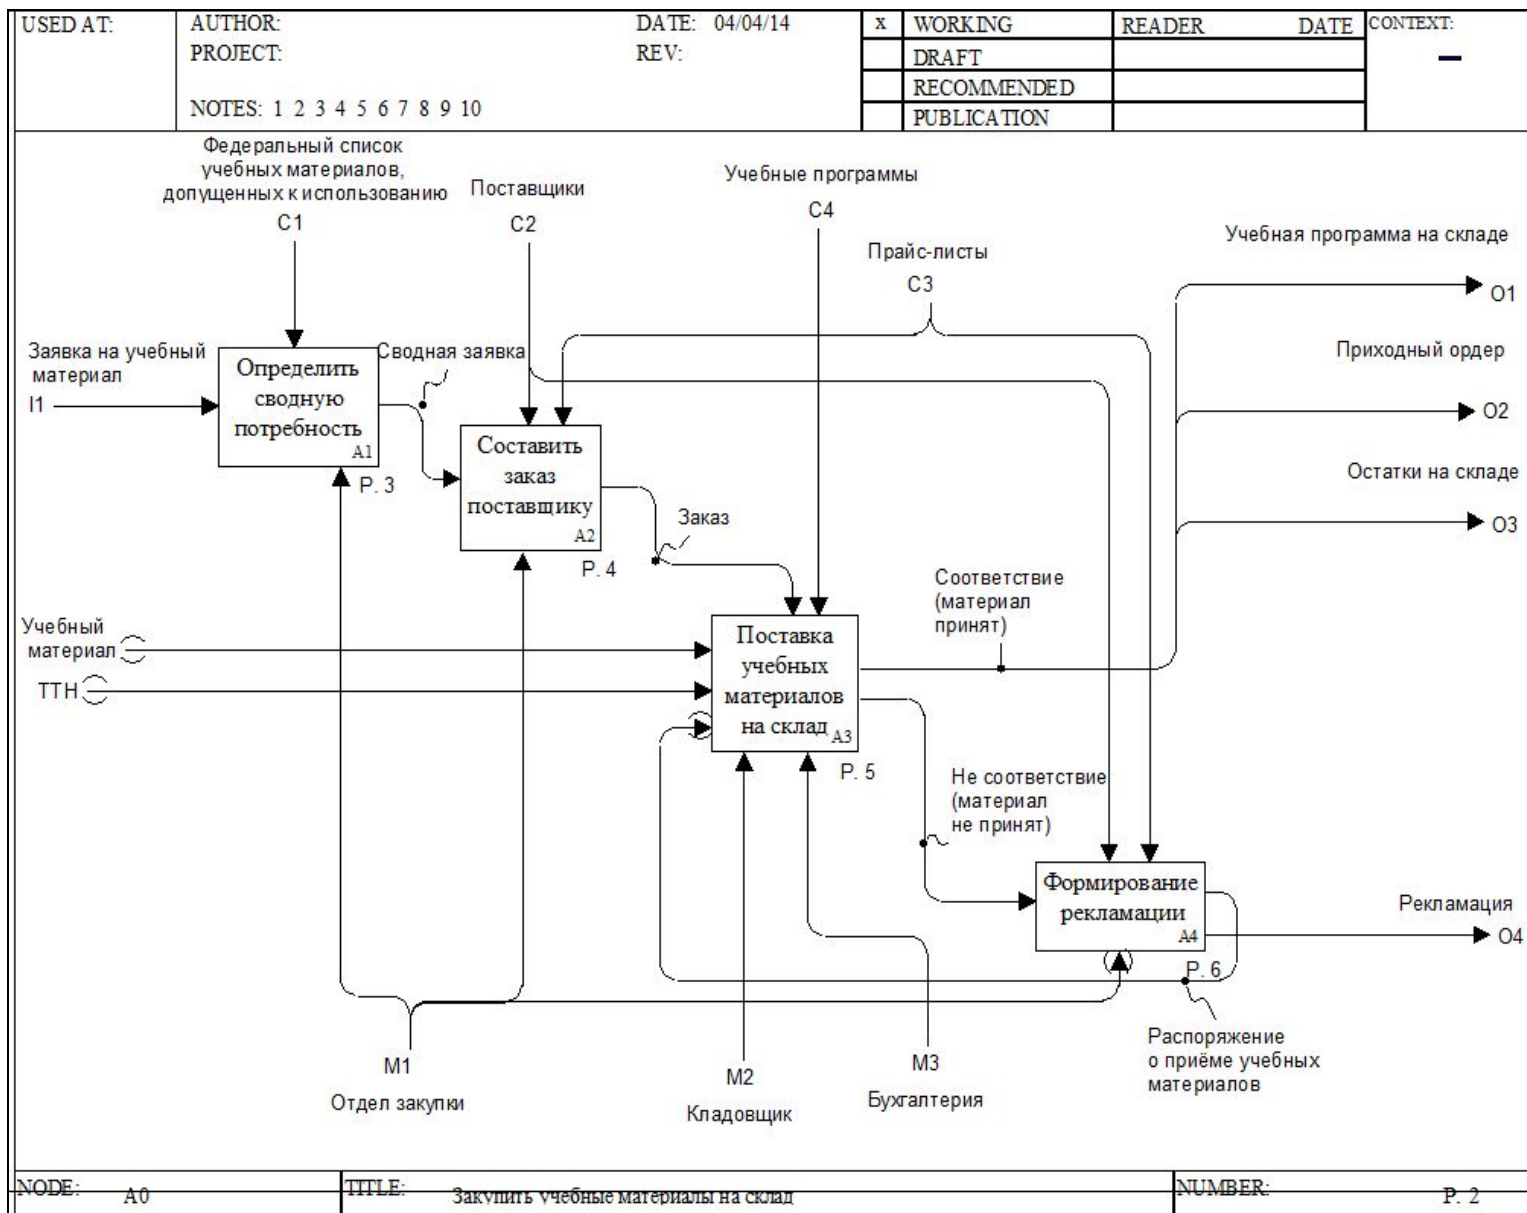 USED AT:
AUTHOR:
DATE: 04/04/14
PROJECT:
REV:
NOTES: 1 2 3 4 5 6 7 8 9 10
x WORKING
DRAFT
RECOMMENDED
PUBLICATION
READER DATE
CONTEXT:
Федеральный список
учебных материалов,
допущенных к использованию
C1
Поставщики
C2
Учебные программы
C4
Прайс-листы
C3
Учебная программа на складе
O1
Приходный ордер
O2
Остатки на складе
O3
Заявка на учебный
материал
I1
Определить
сводную
потребность
A1
P. 3
Сводная заявка
Составить
заказ
поставщику
A2
P. 4
Заказ
Учебный
материал
ТТН
Поставка
учебных
материалов
на склад
A3
P. 5
Соответствие
(материал
принят)
Не соответствие
(материал
не принят)
Формирование
рекламации
A4
P. 6
Рекламация
O4
Распоряжение
о приёме учебных
материалов
M1
Отдел закупки
M2
Кладовщик
M3
Бухгалтерия
NODE: A0
TITLE: Закупить учебные материалы на склад
NUMBER: P. 2